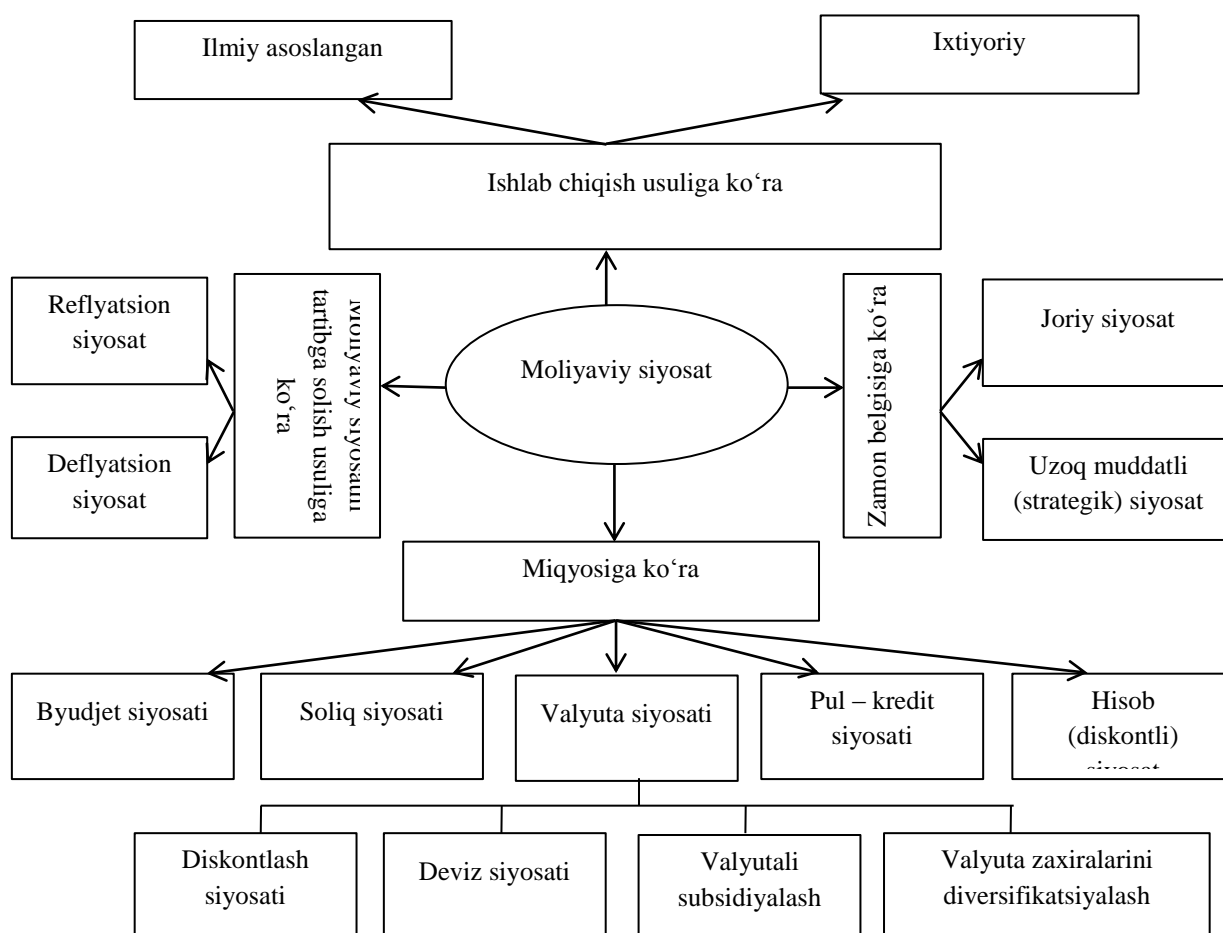 Ilmiy asoslangan
Ixtiyoriy
Ishlab chiqish usuliga ko‘ra
Reflyatsion
siyosat
Deflyatsion
siyosat
tartibga solish usuliga
ko‘ra
Moliyaviy siyosat
Zamon belgisiga ko‘ra
Joriy siyosat
Uzoq muddatli
(strategik) siyosat
Miqyosiga ko‘ra
Byudjet siyosati
Soliq siyosati
Valyuta siyosati
Pul – kredit
siyosati
Hisob
(diskontli)
Diskontlash
siyosati
Deviz siyosati
Valyutali
subsidiyalash
Valyuta zaxiralarini
diversifikatsiyalash